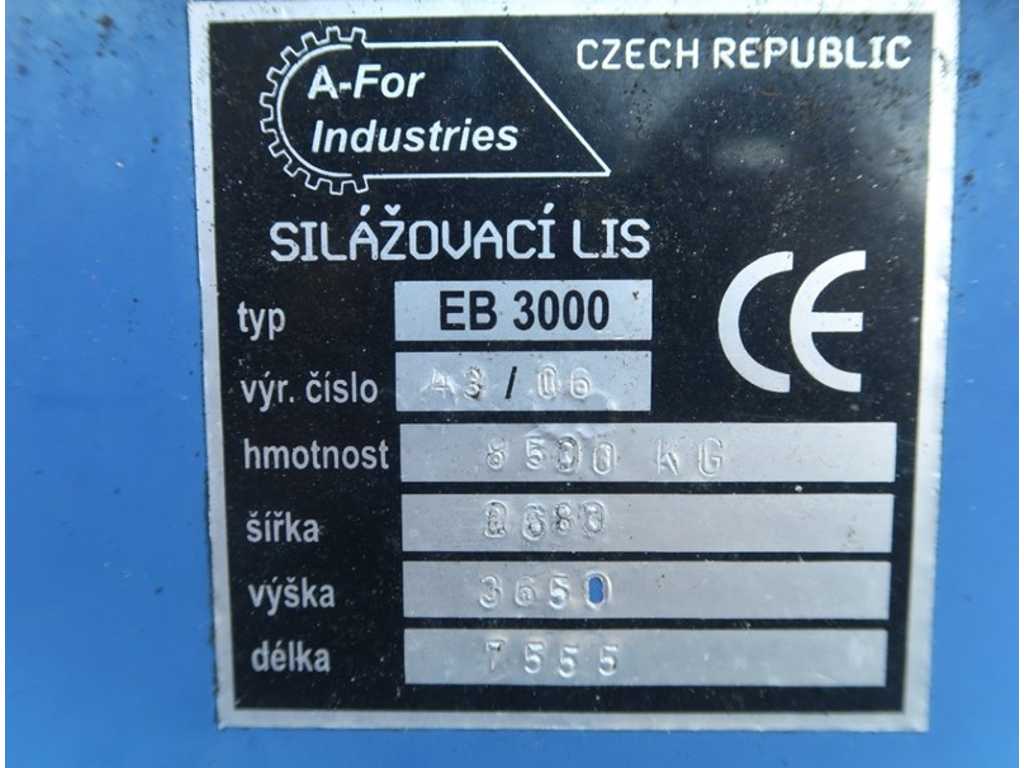 A-For
Industries
CZECH REPUBLIC
SILÁŽOVACÍ LIS
typ EB 3000
výr. číslo 43/06
hmotnost 8500 KG
šířka
výška 3650
délka 7555
CE